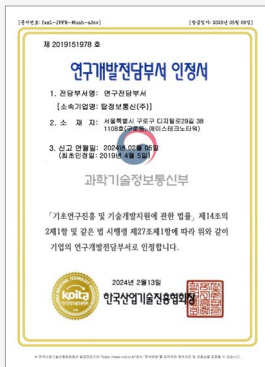 제 2019151978 호
연구개발전담부서 인정서
1. 전담부서명: 연구전담부서
[소속기업명: 탑정보통신(주)]
2. 소 재 지: 서울특별시 구로구 디지털로29길 38
1108호(구로동, 에이스테크노타워)
3. 신고 연월일: 2024년 02월 05일
(최초인정일: 2019년 4월 5일)
과학기술정보통신부
「기초연구진흥 및 기술개발지원에 관한 법률」 제14조의
2제1항 및 같은 법 시행령 제27조제1항에 따라 위와 같이
기업의 연구개발전담부서로 인정합니다.
2024년 2월13일
koita
한국산업기술진흥협회장